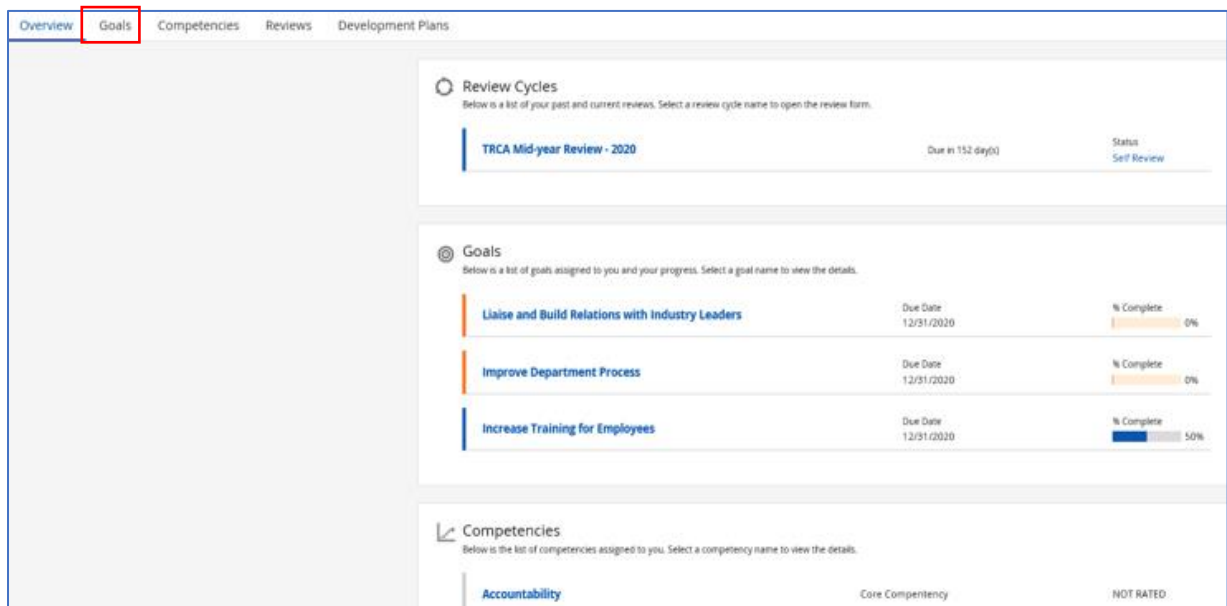 Overview Goals Competencies Reviews Development Plans
Review Cycles
Below is a list of your past and current reviews. Select a review cycle name to open the review form.
TRCA Mid-year Review - 2020 Due in 152 day(s) Status
Self Review
Goals
Below is a list of goals assigned to you and your progress. Select a goal name to view the details.
Liaise and Build Relations with Industry Leaders Due Date % Complete
12/31/2020 0%
Improve Department Process Due Date % Complete
12/31/2020 0%
Increase Training for Employees Due Date % Complete
12/31/2020 50%
Competencies
Below is the list of competencies assigned to you. Select a competency name to view the details.
Accountability Core Compentency NOT RATED